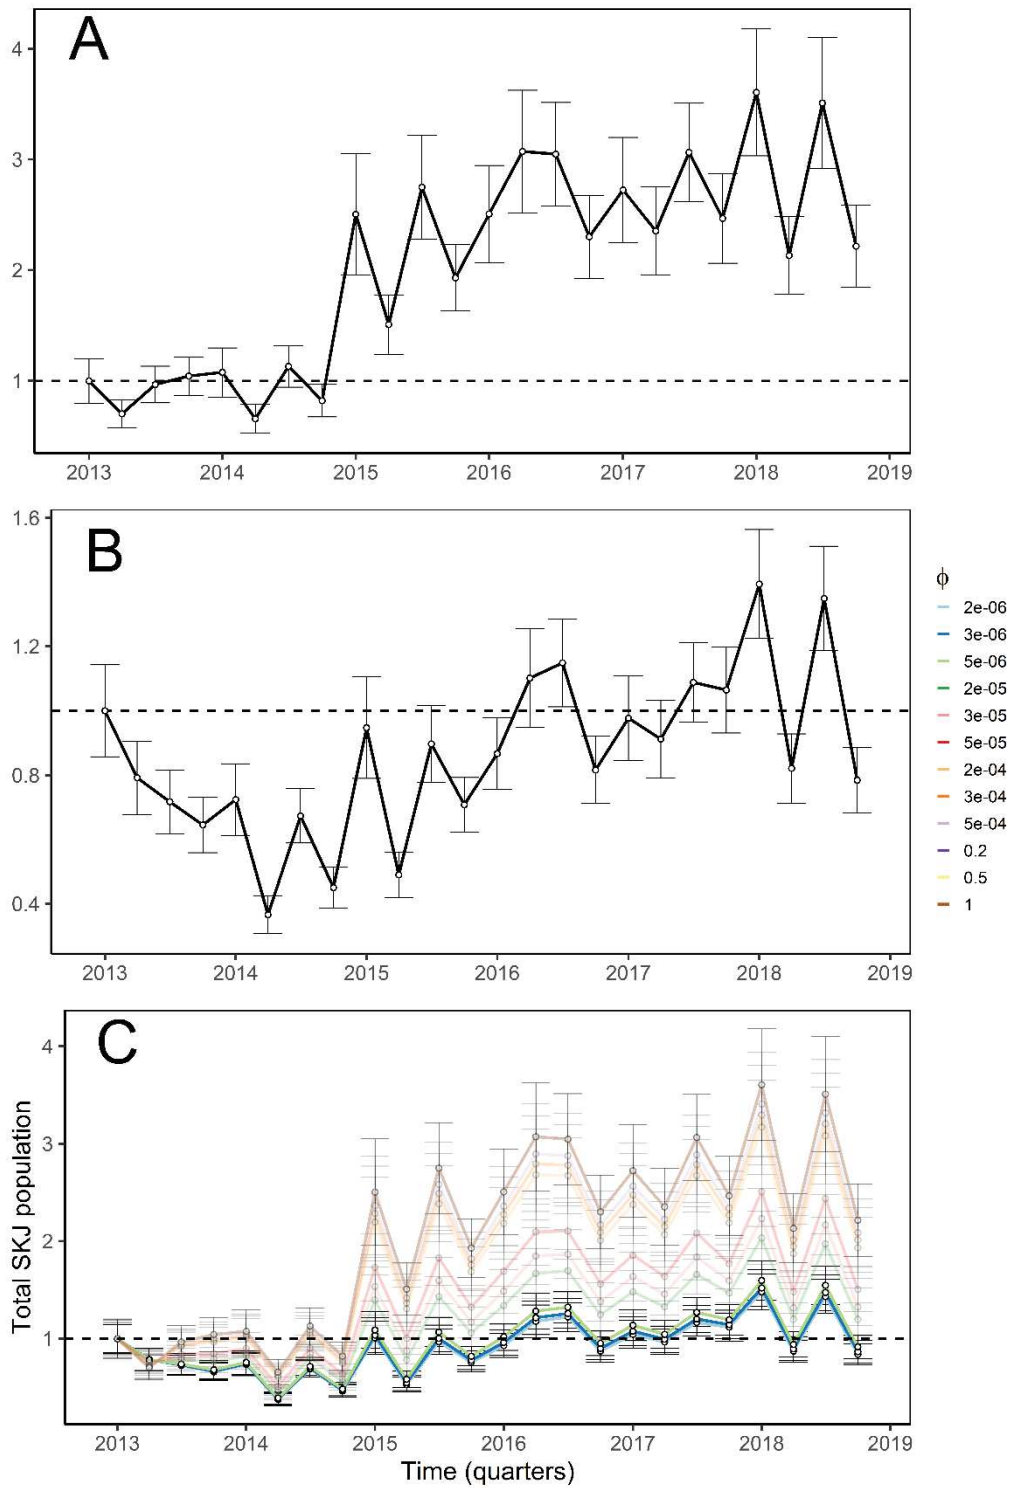 A
4
3
2
1
2013 2014 2015 2016 2017 2018 2019
B
1.6
1.2
0.8
0.4
2013 2014 2015 2016 2017 2018 2019
ϕ
2e-06
3e-06
5e-06
2e-05
3e-05
5e-05
2e-04
3e-04
5e-04
0.2
0.5
1
C
Total SKJ population
4
3
2
1
2013 2014 2015 2016 2017 2018 2019
Time (quarters)